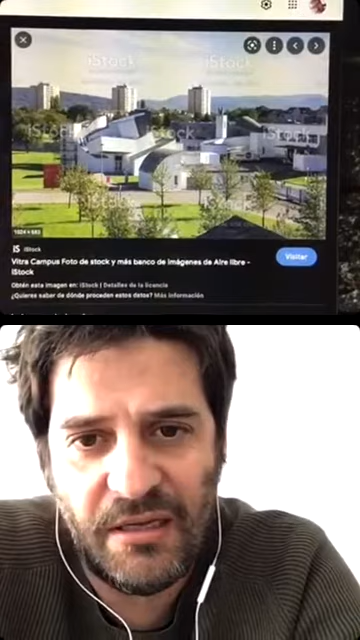 iStock
iStock
iStock
iStock
iStock
iStock
iStock
1024 × 683
iS iStock
Visitar
Vitra Campus Foto de stock y más banco de imágenes de Aire libre -
iStock
Obtén esta imagen en: iStock | Detalles de la licencia
¿Quieres saber de dónde proceden estos datos? Más información